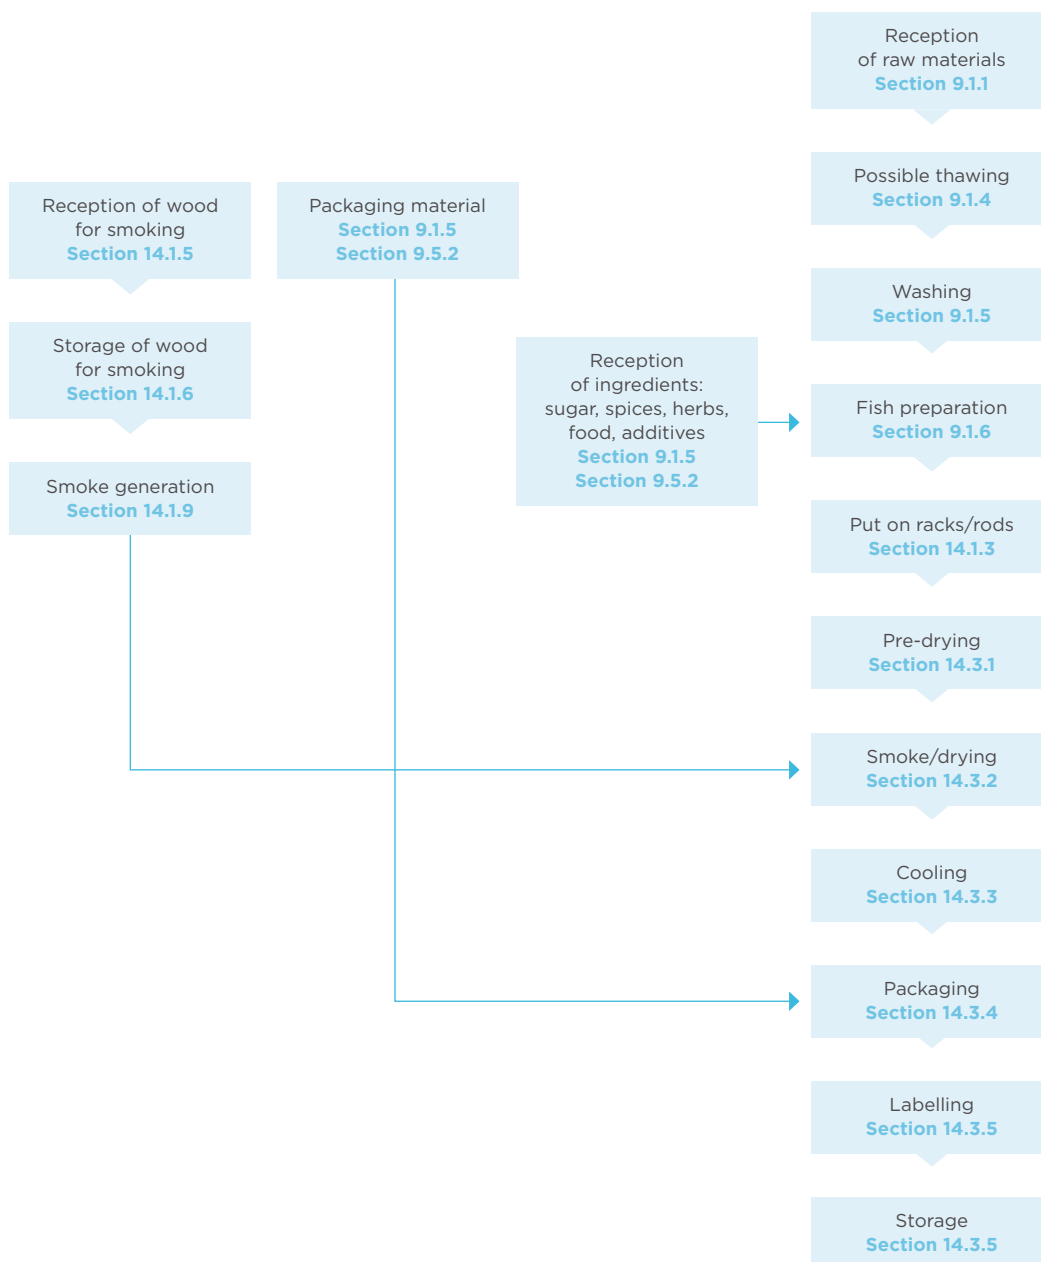 Reception
of raw materials
Section 9.1.1
Possible thawing
Section 9.1.4
Reception of wood
for smoking
Section 14.1.5
Packaging material
Section 9.1.5
Section 9.5.2
Washing
Section 9.1.5
Storage of wood
for smoking
Section 14.1.6
Reception
of ingredients:
sugar, spices, herbs,
food, additives
Section 9.1.5
Section 9.5.2
Fish preparation
Section 9.1.6
Smoke generation
Section 14.1.9
Put on racks/rods
Section 14.1.3
Pre-drying
Section 14.3.1
Smoke/drying
Section 14.3.2
Cooling
Section 14.3.3
Packaging
Section 14.3.4
Labelling
Section 14.3.5
Storage
Section 14.3.5